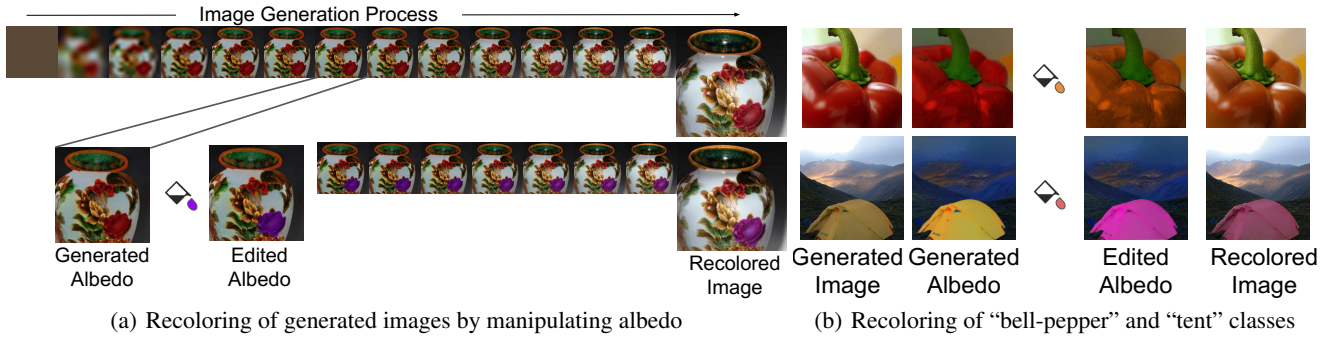 Image Generation Process
Generated
Albedo
Edited
Albedo
Recolored
Image
(a) Recoloring of generated images by manipulating albedo
Generated
Image
Generated
Albedo
Edited
Albedo
Recolored
Image
(b) Recoloring of “bell-pepper” and “tent” classes